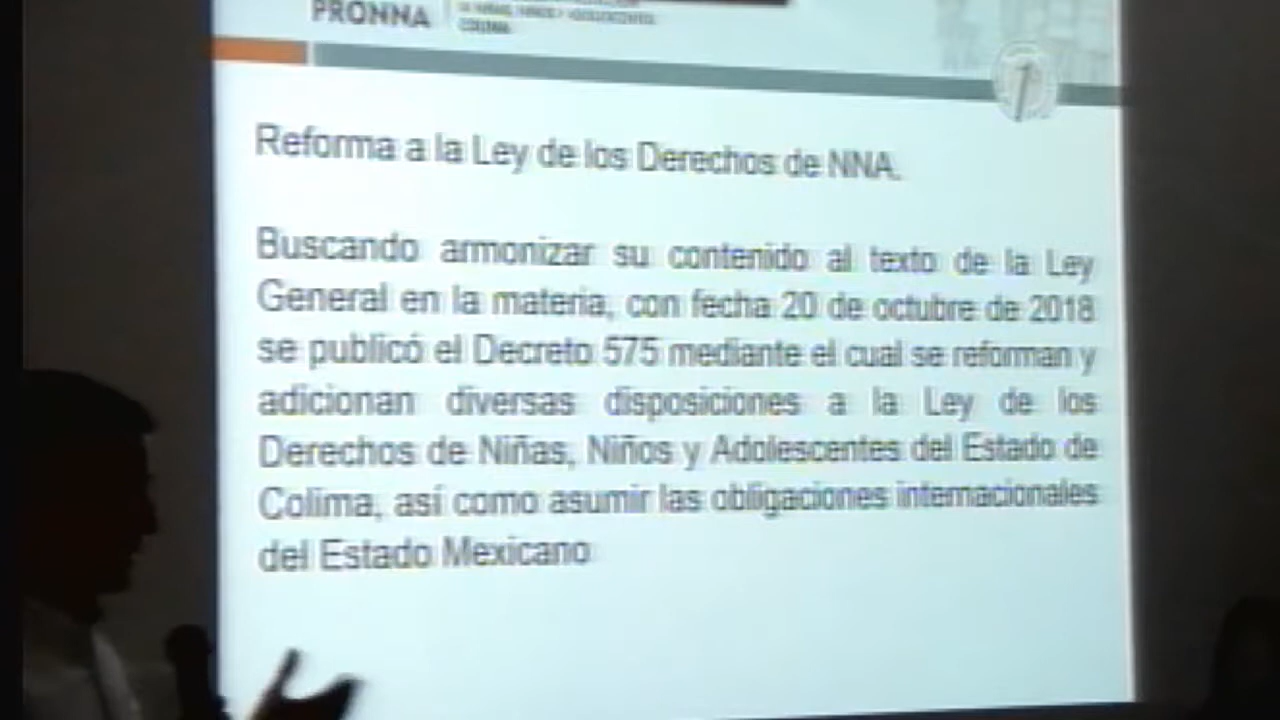 PRONNA
COLIMA
Reforma a la Ley de los Derechos de NNA.
Buscando armonizar su contenido al texto de la Ley
General en la materia, con fecha 20 de octubre de 2018
se publicó el Decreto 575 mediante el cual se reforman y
adicionan diversas disposiciones a la Ley de los
Derechos de Niñas, Niños y Adolescentes del Estado de
Colima, así como asumir las obligaciones internacionales
del Estado Mexicano